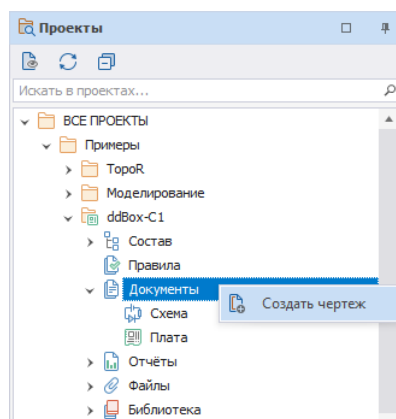 Проекты
Искать в проектах...
ВСЕ ПРОЕКТЫ
Примеры
TopoR
Моделирование
ddBox-C1
Состав
Правила
Документы
Создать чертеж
Схема
Плата
Отчёты
Файлы
Библиотека